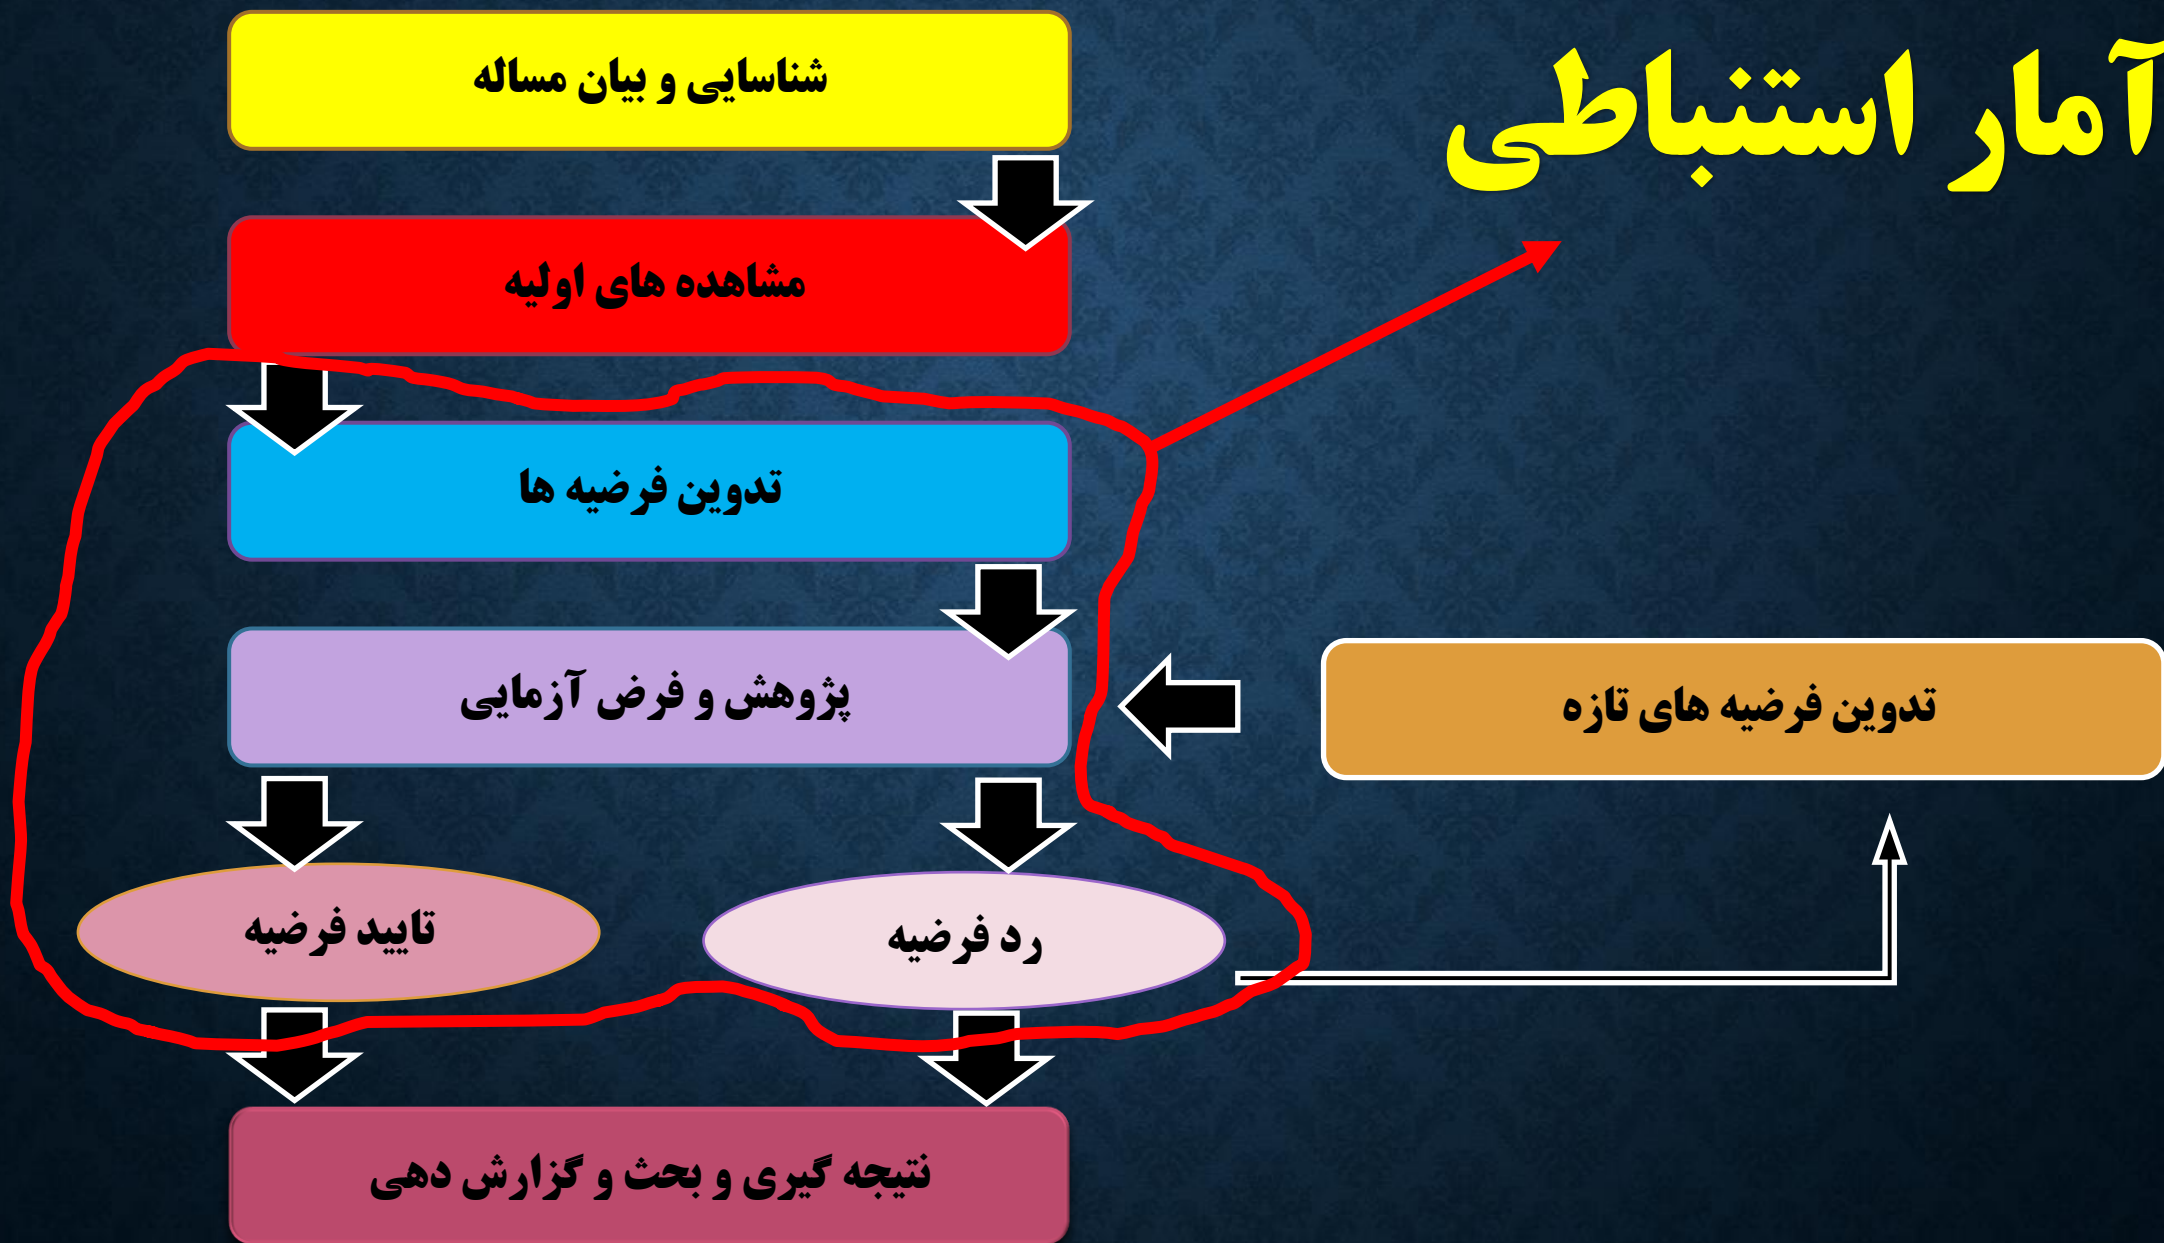 آمار استنباطی
شناسایی و بیان مساله
مشاهده های اولیه
تدوین فرضیه ها
پژوهش و فرض آزمایی
تدوین فرضیه های تازه
رد فرضیه
تایید فرضیه
نتیجه گیری و بحث و گزارش دهی